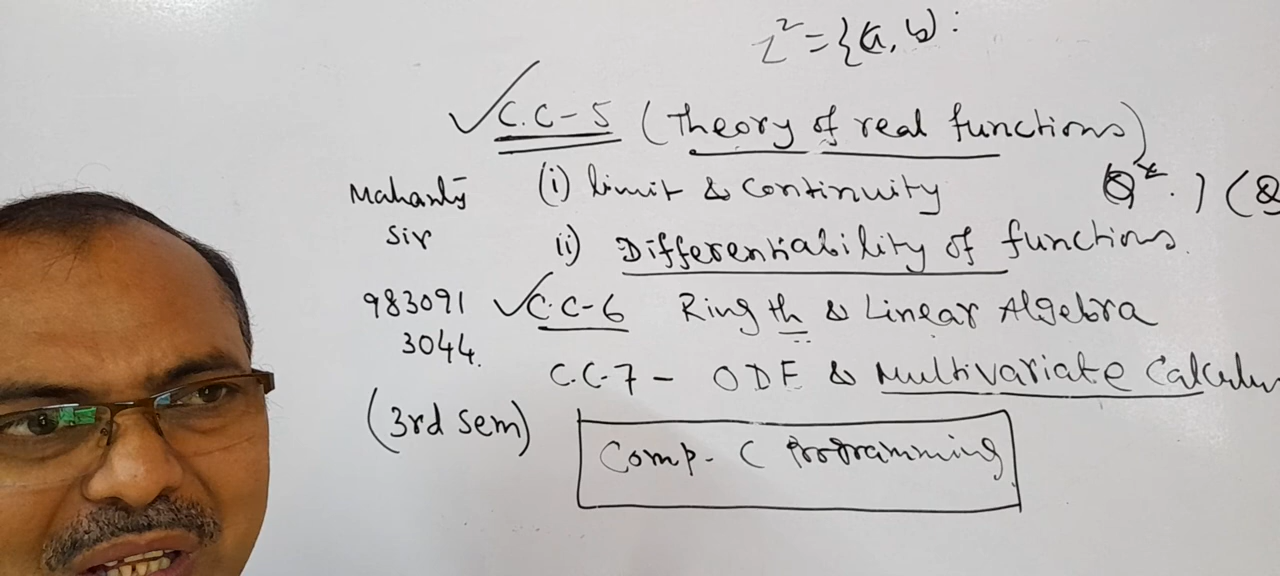 Z² = {(a, b) :
C.C-5 (Theory of real functions)
(i) limit & Continuity
Mahanty
Sir
ii) Differentiability of functions.
983091
3044.
C.C-6 Ring th & Linear Algebra
C.C.7 - ODE & Multivariate Calculus
(3rd Sem)
Comp. C Programming